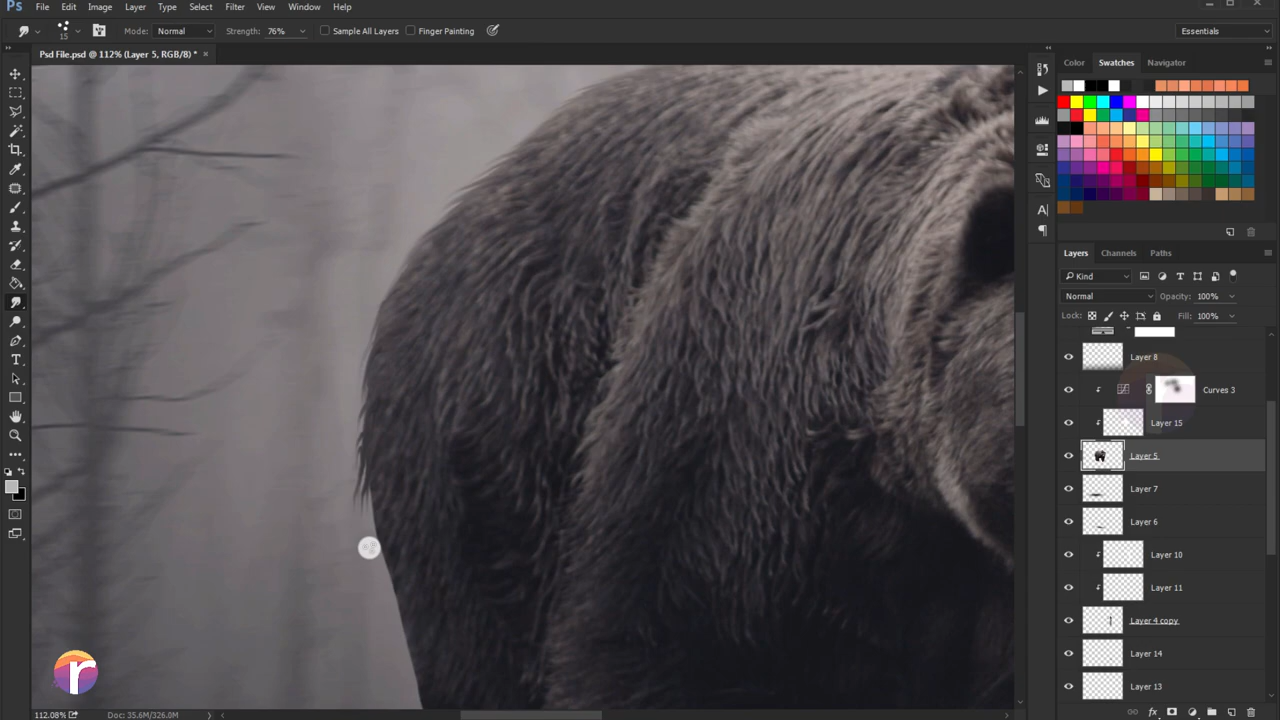 Ps File Edit Image Layer Type Select Filter View Window Help
15 Mode: Normal Strength: 76% Sample All Layers Finger Painting Essentials
Psd File.psd @ 112% (Layer 5, RGB/8) * ×
Color Swatches Navigator
Layers Channels Paths
Kind
Normal Opacity: 100%
Lock: Fill: 100%
Layer 8
Curves 3
Layer 15
Layer 5
Layer 7
Layer 6
Layer 10
Layer 11
Layer 4 copy
Layer 14
Layer 13
r
112.08% Doc: 35.6M/326.0M
fx